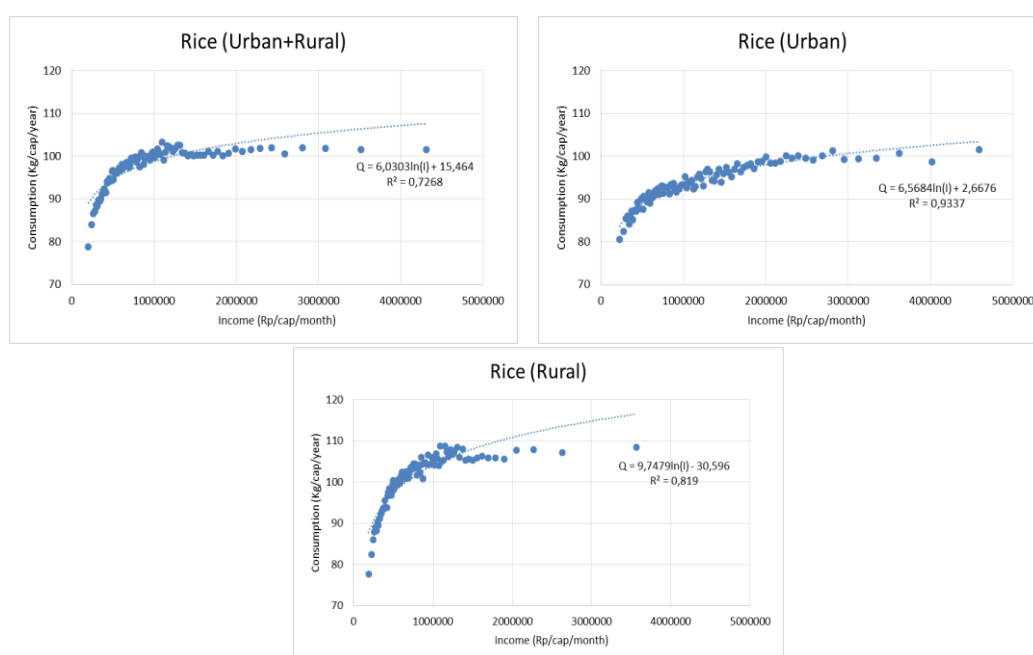 Rice (Urban+Rural)
120
110
100
90
80
70
Consumption (Kg/cap/year)
Q = 6,0303ln(I) + 15,464
R² = 0,7268
0 1000000 2000000 3000000 4000000 5000000
Income (Rp/cap/month)
Rice (Urban)
120
110
100
90
80
70
Consumption (Kg/cap/year)
Q = 6,5684ln(I) + 2,6676
R² = 0,9337
0 1000000 2000000 3000000 4000000 5000000
Income (Rp/cap/month)
Rice (Rural)
120
110
100
90
80
70
Consumption (Kg/cap/year)
Q = 9,7479ln(I) - 30,596
R² = 0,819
0 1000000 2000000 3000000 4000000 5000000
Income (Rp/cap/month)